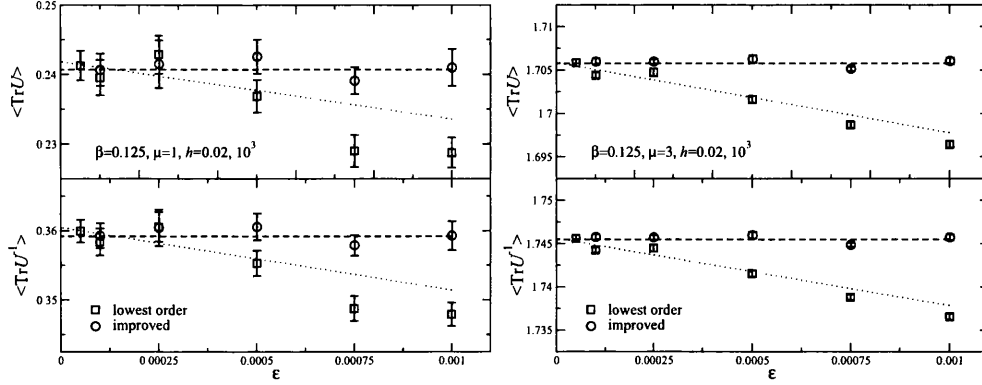 0.25
0.24
0.23
<TrU>
β=0.125, μ=1, h=0.02, 10³
0.36
0.35
<TrU⁻¹>
lowest order
improved
0
0.00025
0.0005
0.00075
0.001
ε
1.71
1.705
1.7
1.695
<TrU>
β=0.125, μ=3, h=0.02, 10³
1.75
1.745
1.74
1.735
<TrU⁻¹>
lowest order
improved
0
0.00025
0.0005
0.00075
0.001
ε